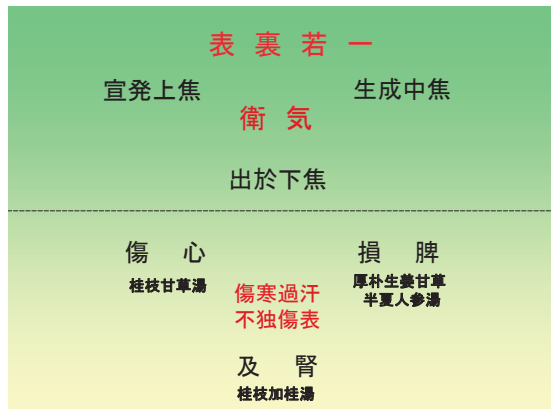 表裏若一
宣発上焦
生成中焦
衛気
出於下焦
傷心
損脾
桂枝甘草湯
厚朴生姜甘草
半夏人参湯
傷寒過汗
不独傷表
及腎
桂枝加桂湯